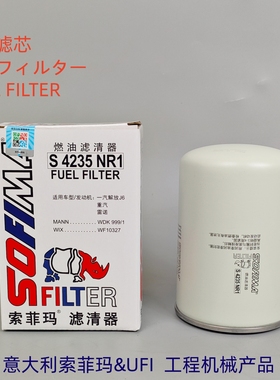 滤芯
フィルター
FILTER
SOFIMA
燃油滤清器
S 4235 NR1
FUEL FILTER
适用车型/发动机：一汽解放J6
重汽
雷诺
MANN
WDK 999/1
WIX
WF10327
SFILTER
索菲玛 滤清器
S 4235 NR1
意大利索菲玛&UFI 工程机械产品